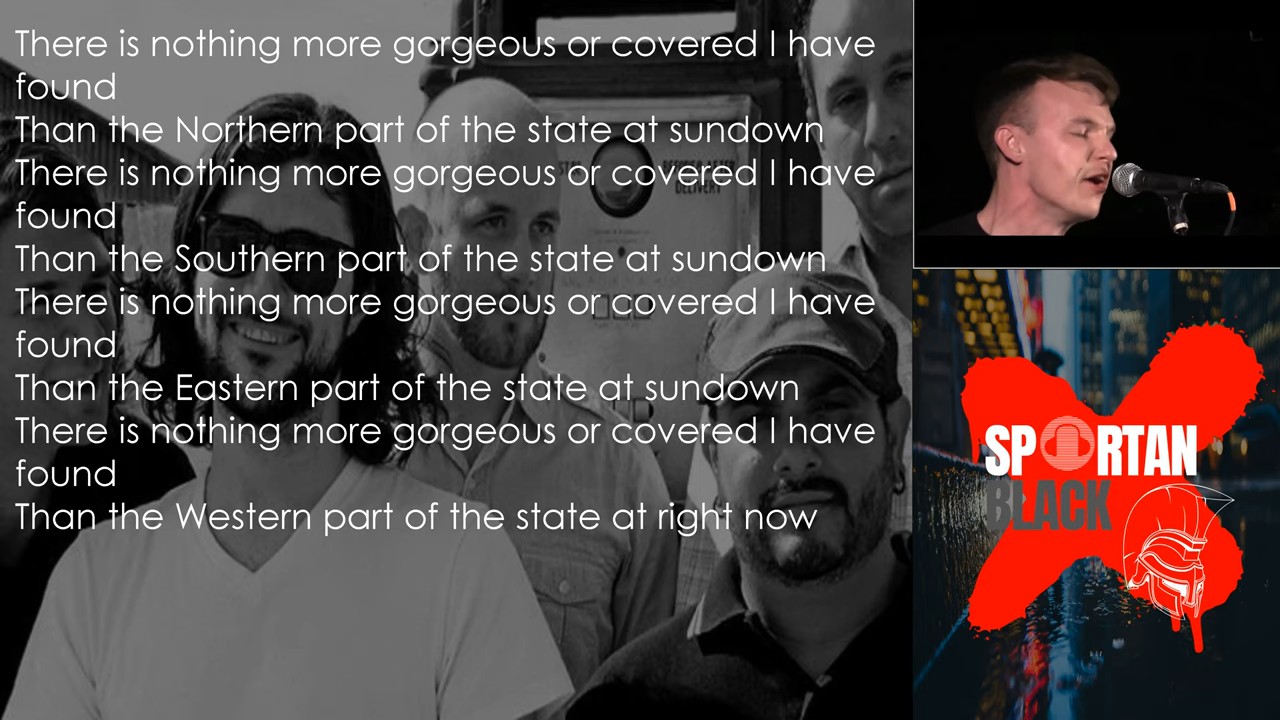 There is nothing more gorgeous or covered I have
found
Than the Northern part of the state at sundown
There is nothing more gorgeous or covered I have
found
Than the Southern part of the state at sundown
There is nothing more gorgeous or covered I have
found
Than the Eastern part of the state at sundown
There is nothing more gorgeous or covered I have
found
Than the Western part of the state at right now
SPARTAN
BLACK